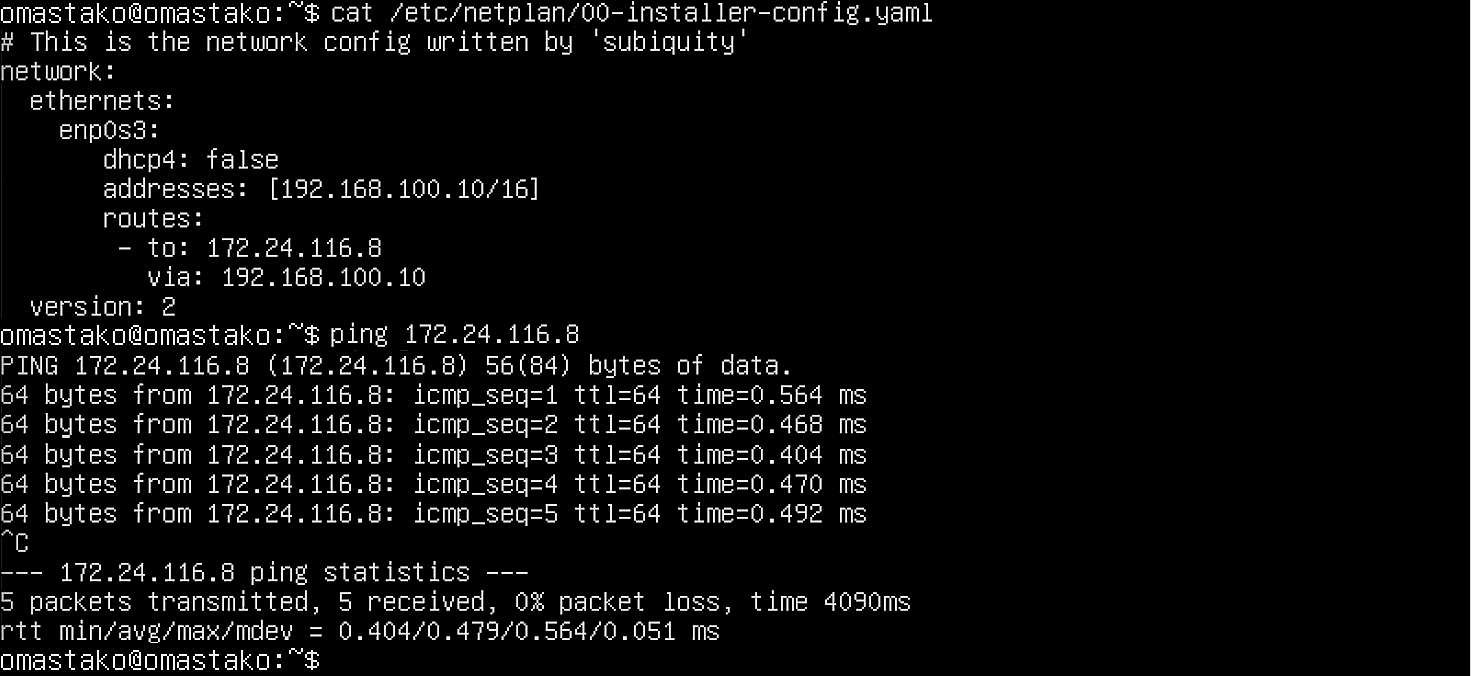 omastako@omastako:~$ cat /etc/netplan/00-installer-config.yaml
# This is the network config written by 'subiquity'
network:
  ethernets:
    enp0s3:
       dhcp4: false
       addresses: [192.168.100.10/16]
       routes:
        - to: 172.24.116.8
          via: 192.168.100.10
  version: 2
omastako@omastako:~$ ping 172.24.116.8
PING 172.24.116.8 (172.24.116.8) 56(84) bytes of data.
64 bytes from 172.24.116.8: icmp_seq=1 ttl=64 time=0.564 ms
64 bytes from 172.24.116.8: icmp_seq=2 ttl=64 time=0.468 ms
64 bytes from 172.24.116.8: icmp_seq=3 ttl=64 time=0.404 ms
64 bytes from 172.24.116.8: icmp_seq=4 ttl=64 time=0.470 ms
64 bytes from 172.24.116.8: icmp_seq=5 ttl=64 time=0.492 ms
^C
--- 172.24.116.8 ping statistics ---
5 packets transmitted, 5 received, 0% packet loss, time 4090ms
rtt min/avg/max/mdev = 0.404/0.479/0.564/0.051 ms
omastako@omastako:~$